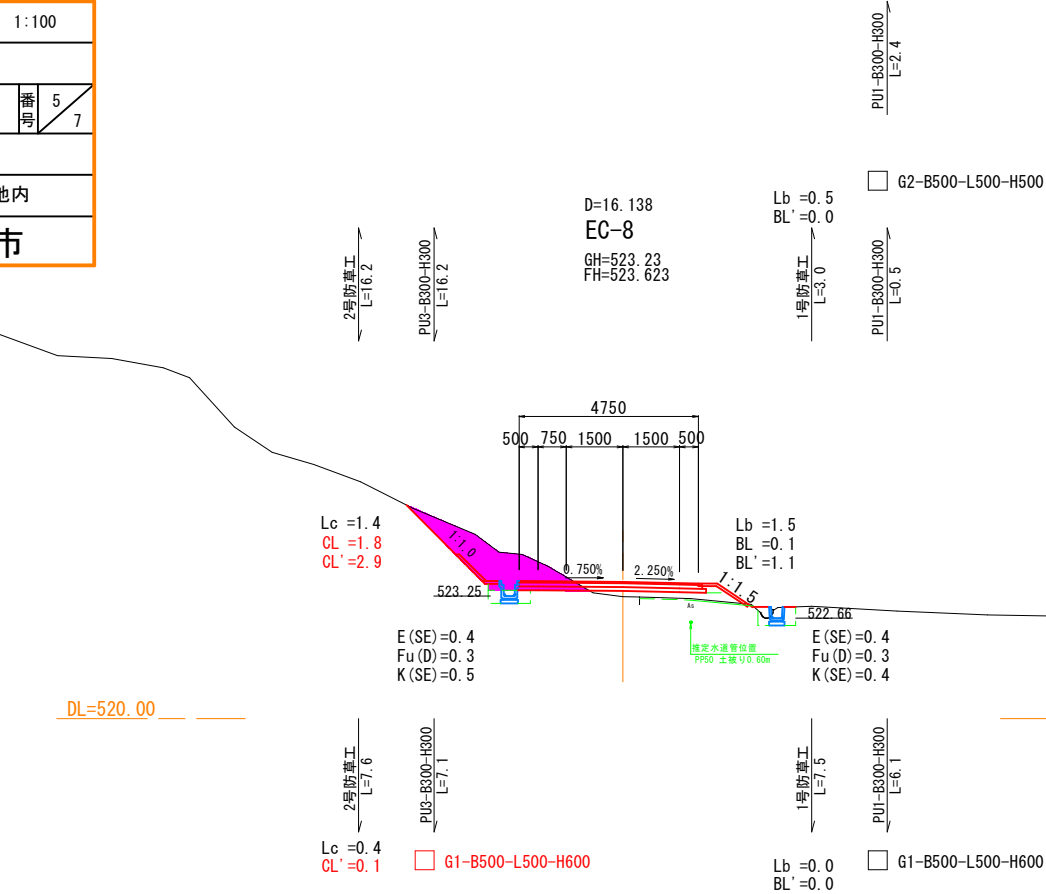 1:100
番号
5
7
地内
市
PU1-B300-H300
L=2.4
G2-B500-L500-H500
D=16.138
EC-8
GH=523.23
FH=523.623
Lb =0.5
BL'=0.0
2号防草工
L=16.2
PU3-B300-H300
L=16.2
1号防草工
L=3.0
PU1-B300-H300
L=0.5
4750
500 750 1500 1500 500
Lc =1.4
CL =1.8
CL'=2.9
1:1.0
0.750%
2.250%
1:1.5
Lb =1.5
BL =0.1
BL'=1.1
523.25
522.66
As
推定水道管位置
PP50 土被り0.60m
E(SE)=0.4
Fu(D)=0.3
K(SE)=0.5
E(SE)=0.4
Fu(D)=0.3
K(SE)=0.4
DL=520.00
2号防草工
L=7.6
PU3-B300-H300
L=7.1
1号防草工
L=7.5
PU1-B300-H300
L=6.1
Lc =0.4
CL'=0.1
G1-B500-L500-H600
Lb =0.0
BL'=0.0
G1-B500-L500-H600